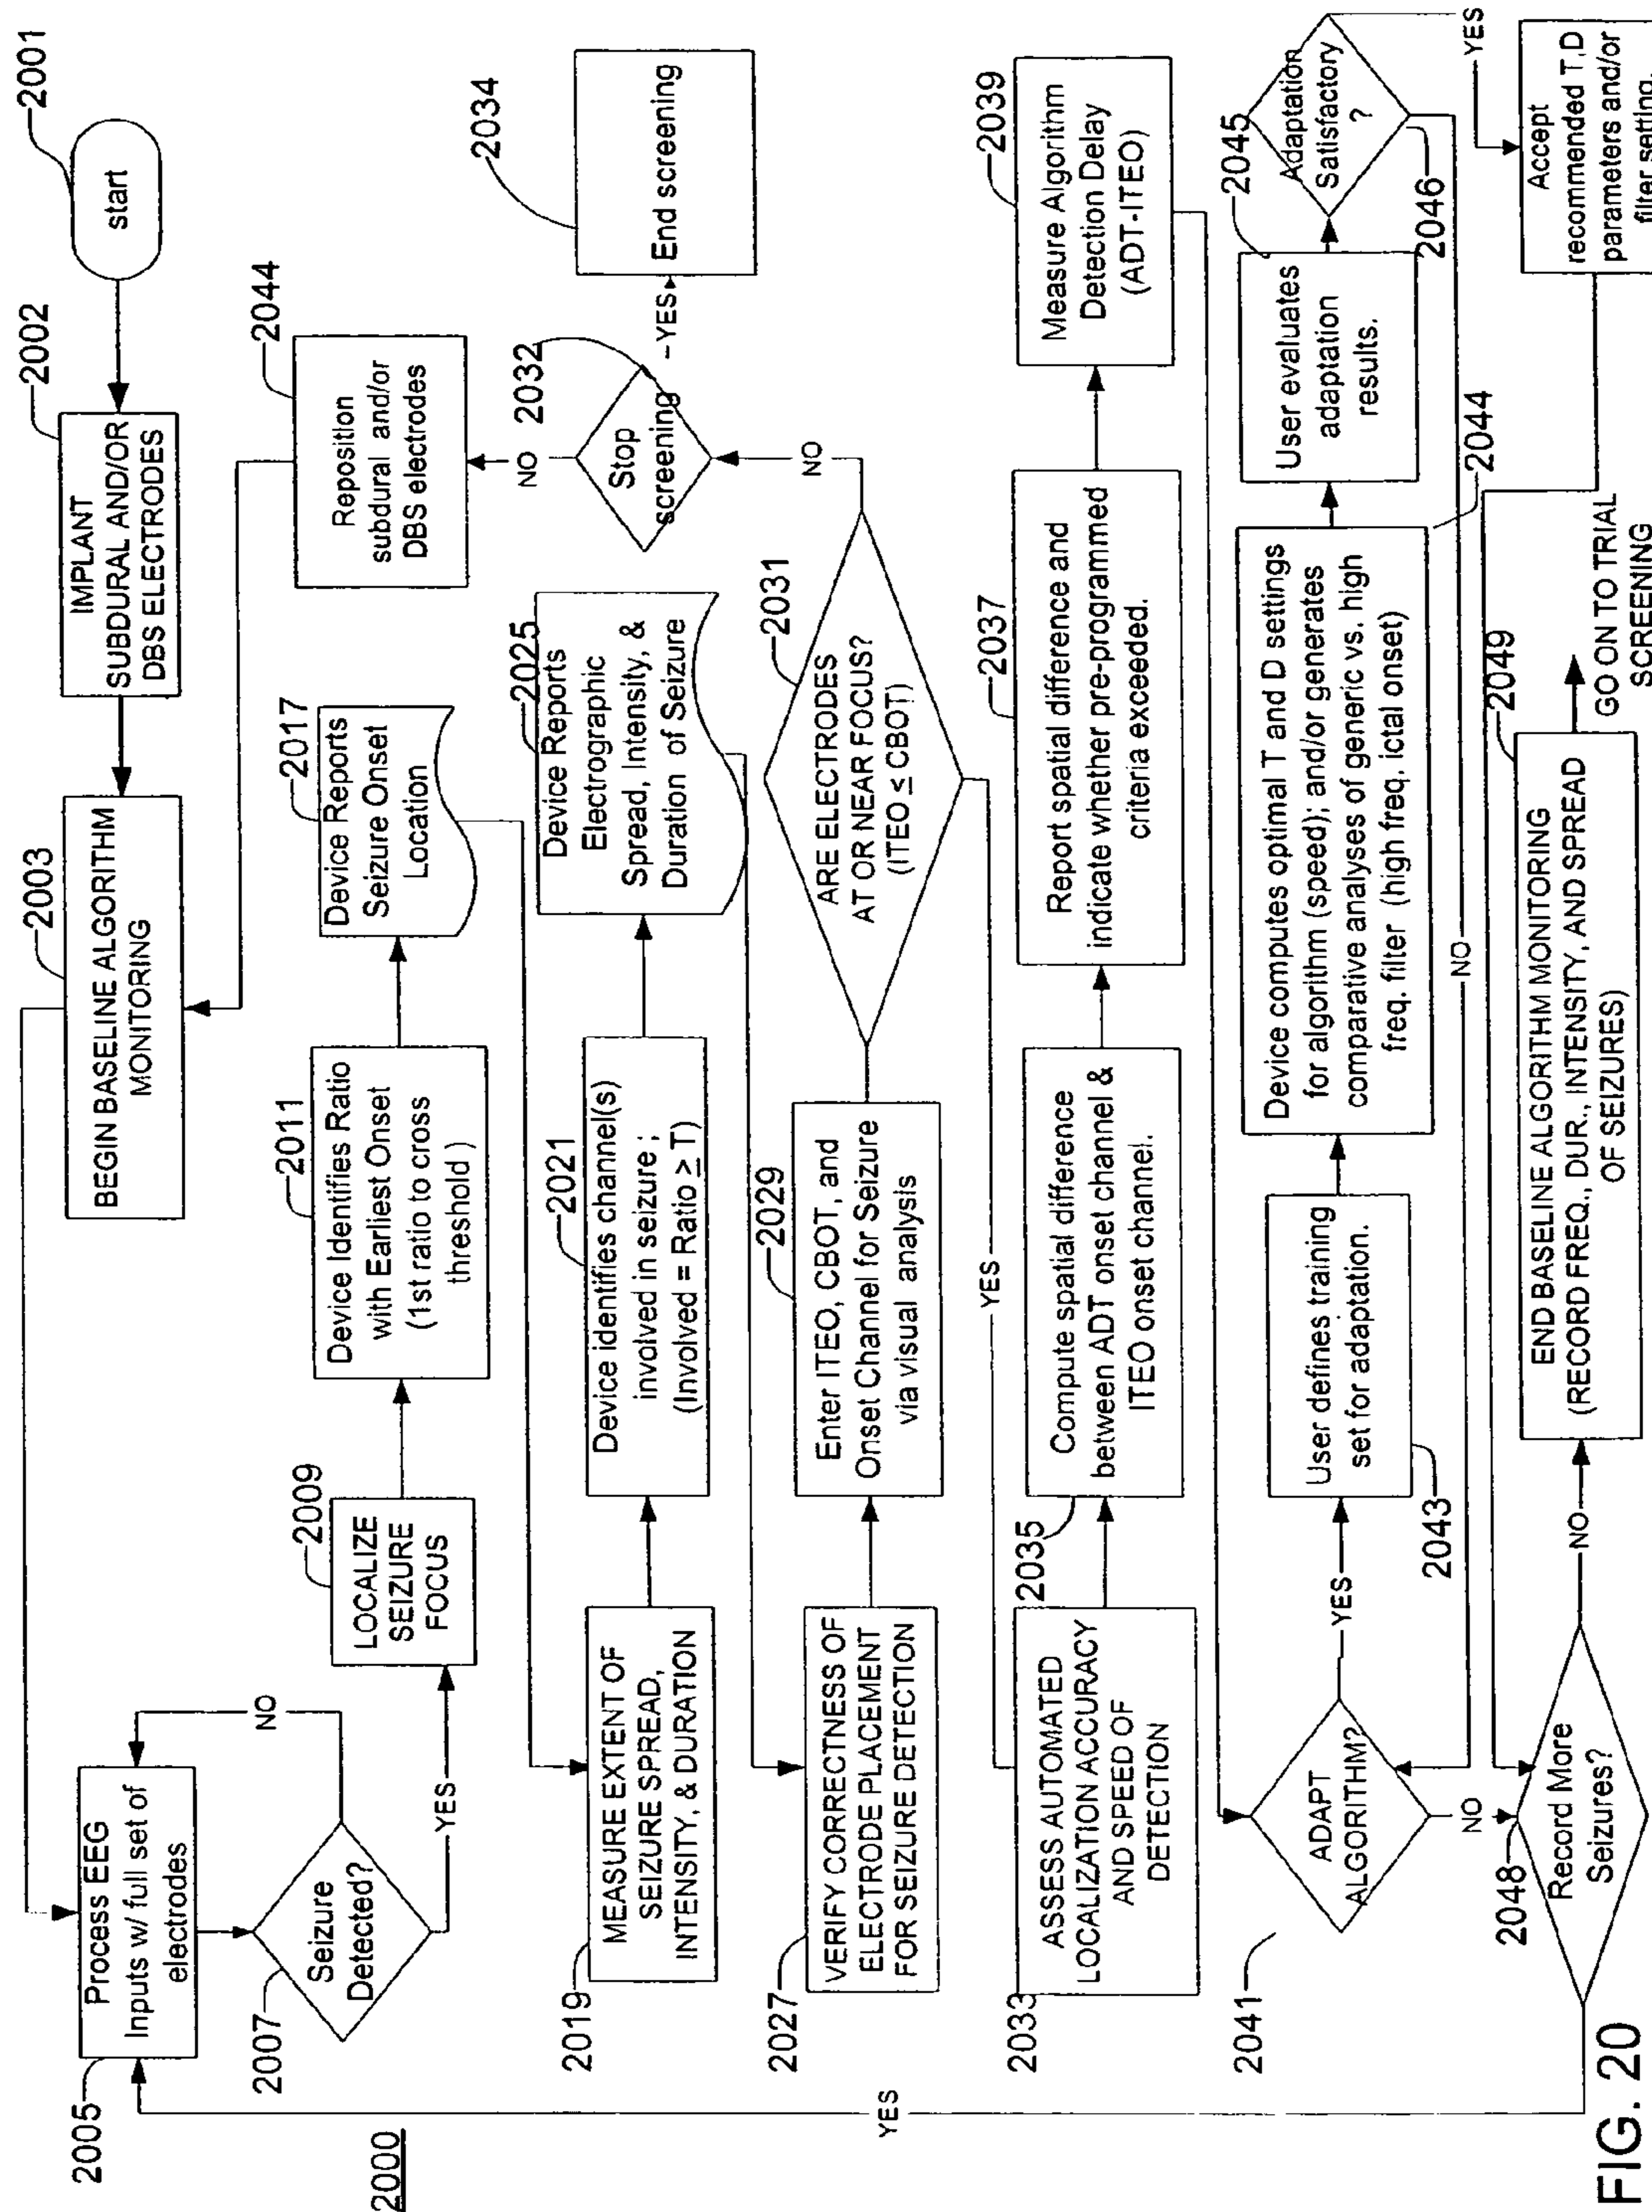 2001
start
2002
IMPLANT
SUBDURAL AND/OR
DBS ELECTRODES
2003
BEGIN BASELINE ALGORITHM
MONITORING
2005
Process EEG
Inputs w/ full set of
electrodes
2007
Seizure
Detected?
NO
YES
2009
LOCALIZE
SEIZURE
FOCUS
2011
Device Identifies Ratio
with Earliest Onset
(1st ratio to cross
threshold )
2017
Device Reports
Seizure Onset
Location
2044
Reposition
subdural and/or
DBS electrodes
NO
2032
Stop
screening
YES
2034
End screening
2019
MEASURE EXTENT OF
SEIZURE SPREAD,
INTENSITY, & DURATION
2021
Device identifies channel(s)
involved in seizure ;
(Involved = Ratio ≥ T)
2025
Device Reports
Electrographic
Spread, Intensity, &
Duration of Seizure
2027
VERIFY CORRECTNESS OF
ELECTRODE PLACEMENT
FOR SEIZURE DETECTION
2029
Enter ITEO, CBOT, and
Onset Channel for Seizure
via visual analysis
2031
ARE ELECTRODES
AT OR NEAR FOCUS?
(ITEO ≤ CBOT)
NO
YES
2033
ASSESS AUTOMATED
LOCALIZATION ACCURACY
AND SPEED OF
DETECTION
2035
Compute spatial difference
between ADT onset channel &
ITEO onset channel.
2037
Report spatial difference and
indicate whether pre-programmed
criteria exceeded.
2039
Measure Algorithm
Detection Delay
(ADT-ITEO)
2041
ADAPT
ALGORITHM?
YES
NO
2043
User defines training
set for adaptation.
2044
Device computes optimal T and D settings
for algorithm (speed); and/or generates
comparative analyses of generic vs. high
freq. filter (high freq. ictal onset)
2045
User evaluates
adaptation
results.
2046
Adaptation
Satisfactory
?
NO
YES
Accept
recommended T,D
parameters and/or
filter setting.
2048
Record More
Seizures?
YES
NO
2049
END BASELINE ALGORITHM MONITORING
(RECORD FREQ., DUR., INTENSITY, AND SPREAD
OF SEIZURES)
GO ON TO TRIAL
SCREENING
2000
FIG. 20